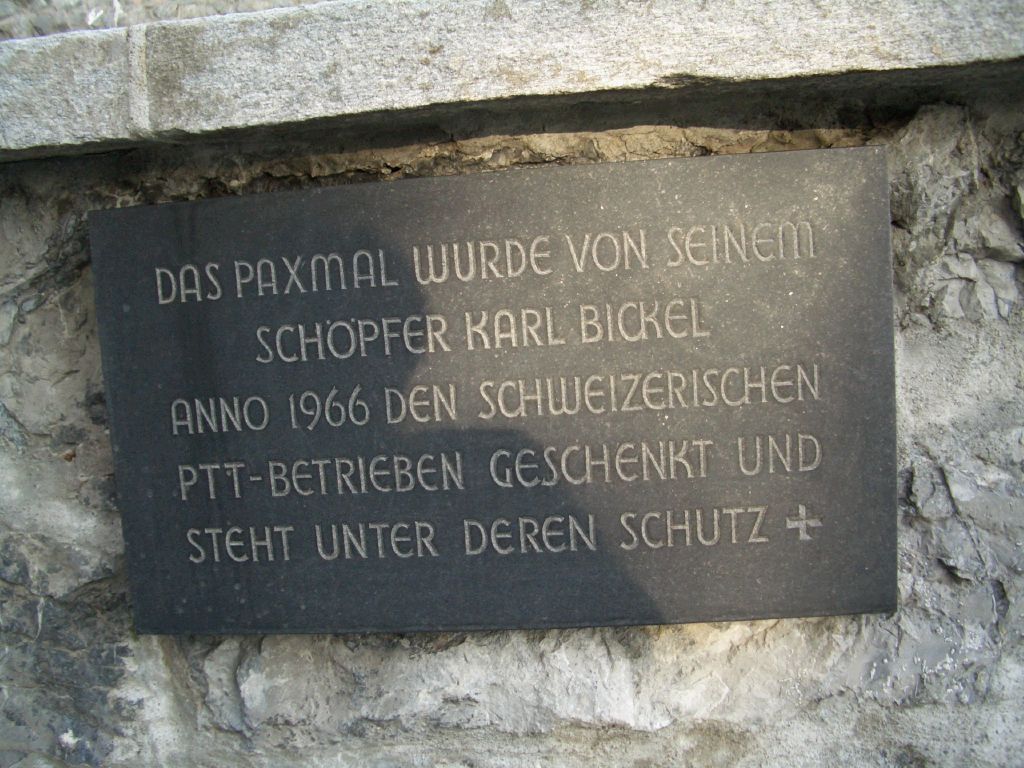 DAS PAXMAL WURDE VON SEINEM
SCHÖPFER KARL BICKEL
ANNO 1966 DEN SCHWEIZERISCHEN
PTT-BETRIEBEN GESCHENKT UND
STEHT UNTER DEREN SCHUTZ +